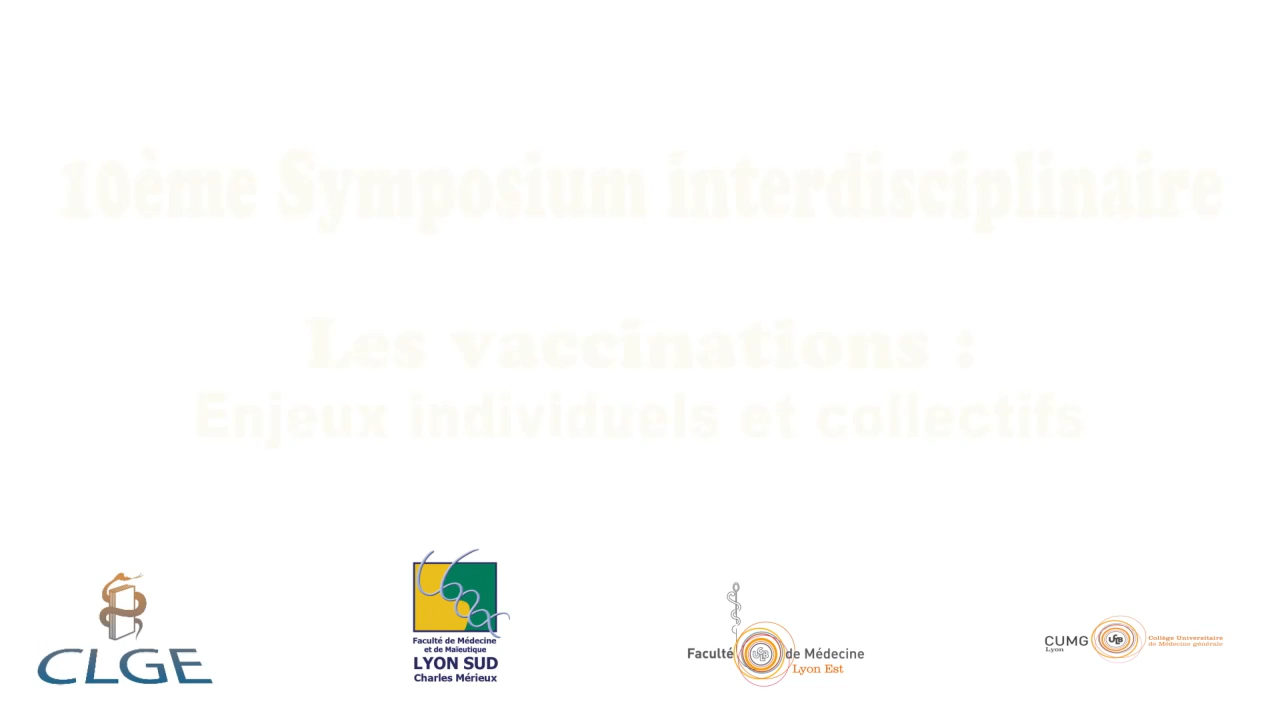 10ème Symposium interdisciplinaire
Les vaccinations :
Enjeux individuels et collectifs
CLGE
Faculté de Médecine
et de Maïeutique
LYON SUD
Charles Mérieux
Faculté de Médecine
Lyon Est
CUMG
Lyon
Collège Universitaire
de Médecine générale